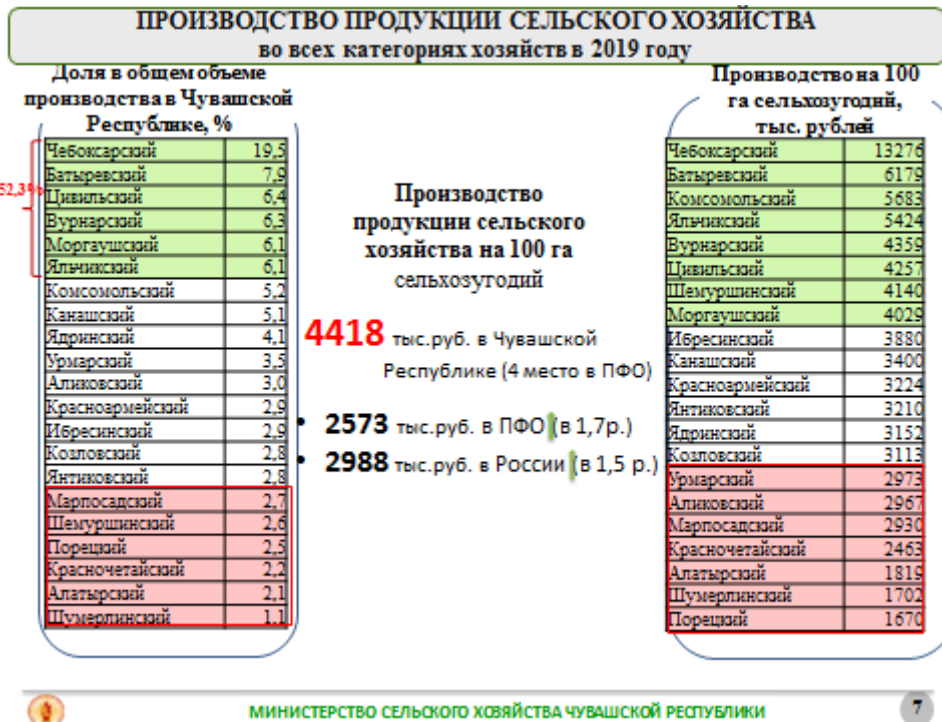 ПРОИЗВОДСТВО ПРОДУКЦИИ СЕЛЬСКОГО ХОЗЯЙСТВА
во всех категориях хозяйств в 2019 году
Доля в общем объеме
производства в Чувашской
Республике, %
52,3%
Чебоксарский 19,5
Батыревский 7,9
Цивильский 6,4
Вурнарский 6,3
Моргаушский 6,1
Яльчикский 6,1
Комсомольский 5,2
Канашский 5,1
Ядринский 4,1
Урмарский 3,5
Аликовский 3,0
Красноармейский 2,9
Ибресинский 2,9
Козловский 2,8
Янтиковский 2,8
Марпосадский 2,7
Шемуршинский 2,6
Порецкий 2,5
Красночетайский 2,2
Алатырский 2,1
Шумерлинский 1,1
Производство
продукции сельского
хозяйства на 100 га
сельхозугодий
4418 тыс.руб. в Чувашской
Республике (4 место в ПФО)
• 2573 тыс.руб. в ПФО (в 1,7р.)
• 2988 тыс.руб. в России (в 1,5 р.)
Производство на 100
га сельхозугодий,
тыс. рублей
Чебоксарский 13276
Батыревский 6179
Комсомольский 5683
Яльчикский 5424
Вурнарский 4359
Цивильский 4257
Шемуршинский 4140
Моргаушский 4029
Ибресинский 3880
Канашский 3400
Красноармейский 3224
Янтиковский 3210
Ядринский 3152
Козловский 3113
Урмарский 2973
Аликовский 2967
Марпосадский 2930
Красночетайский 2463
Алатырский 1819
Шумерлинский 1702
Порецкий 1670
МИНИСТЕРСТВО СЕЛЬСКОГО ХОЗЯЙСТВА ЧУВАШСКОЙ РЕСПУБЛИКИ
7